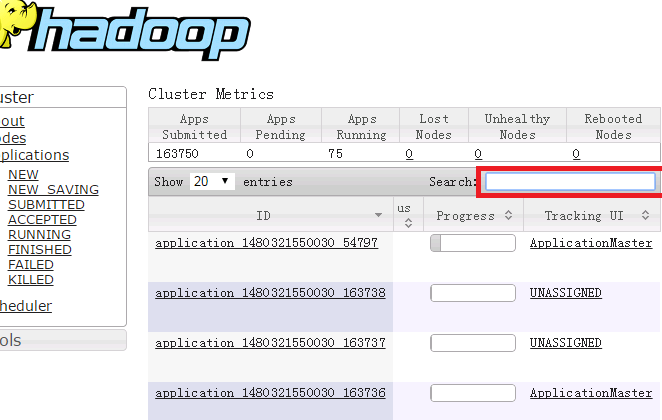 hadoop
luster
out
odes
plications
NEW
NEW_SAVING
SUBMITTED
ACCEPTED
RUNNING
FINISHED
FAILED
KILLED
heduler
ols
Cluster Metrics
Apps Submitted Apps Pending Apps Running Lost Nodes Unhealthy Nodes Rebooted Nodes
163750 0 75 0 0 0
Show 20 entries Search:
ID us Progress Tracking UI
application_1480321550030_54797 ApplicationMaster
application_1480321550030_163738 UNASSIGNED
application_1480321550030_163737 UNASSIGNED
application_1480321550030_163736 ApplicationMaster